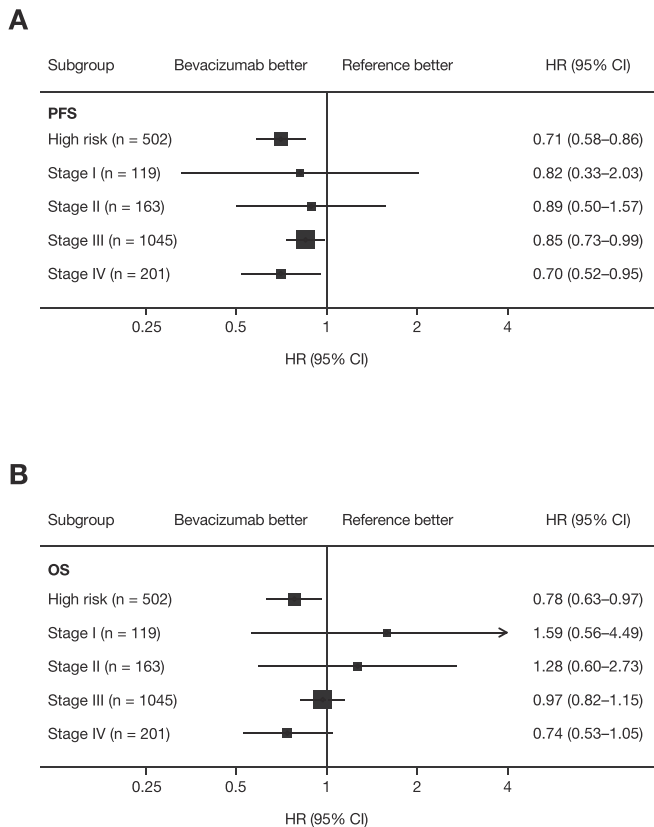 A
Subgroup Bevacizumab better Reference better HR (95% CI)
PFS
High risk (n = 502) 0.71 (0.58–0.86)
Stage I (n = 119) 0.82 (0.33–2.03)
Stage II (n = 163) 0.89 (0.50–1.57)
Stage III (n = 1045) 0.85 (0.73–0.99)
Stage IV (n = 201) 0.70 (0.52–0.95)
0.25 0.5 1 2 4
HR (95% CI)
B
Subgroup Bevacizumab better Reference better HR (95% CI)
OS
High risk (n = 502) 0.78 (0.63–0.97)
Stage I (n = 119) 1.59 (0.56–4.49)
Stage II (n = 163) 1.28 (0.60–2.73)
Stage III (n = 1045) 0.97 (0.82–1.15)
Stage IV (n = 201) 0.74 (0.53–1.05)
0.25 0.5 1 2 4
HR (95% CI)